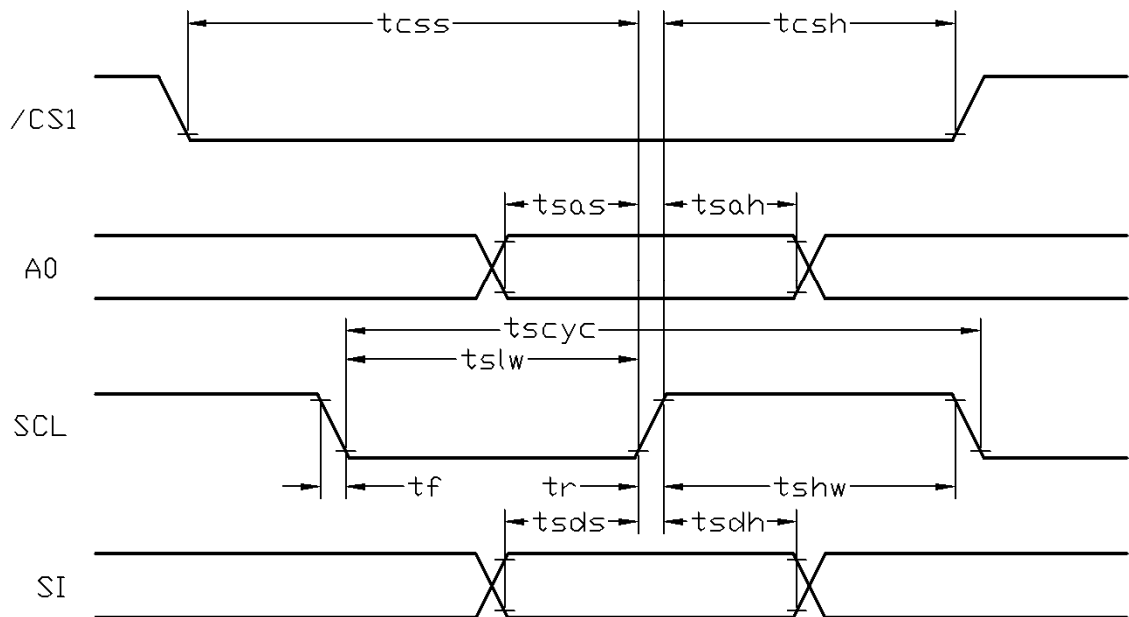 tcss tcsh
/CS1
tsas tsah
A0
tscyc
tslw
SCL
tf tr tshw
tsds tsdh
SI